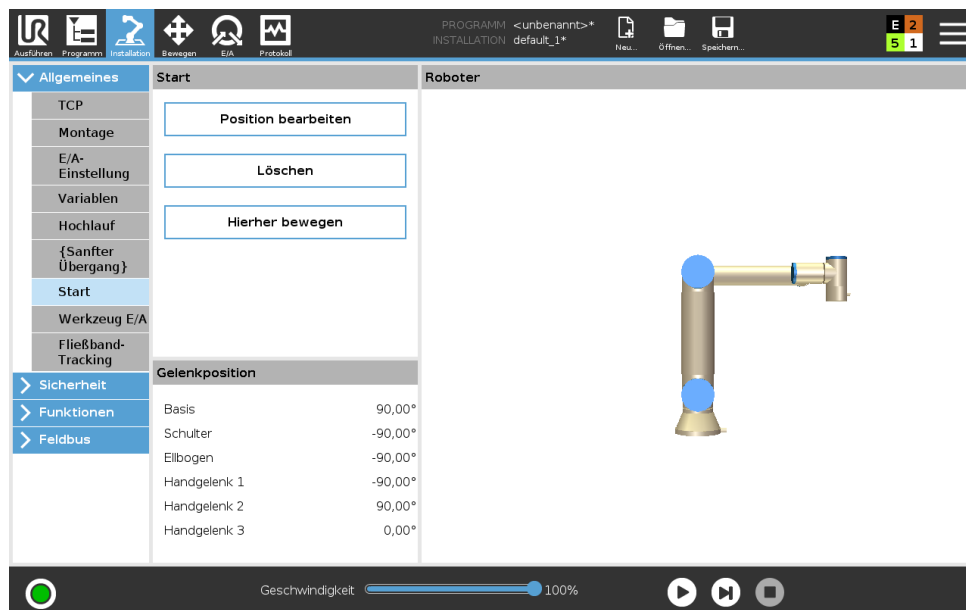 UR
PROGRAMM <unbenannt>*
INSTALLATION default_1*
Ausführen Programm Installation Bewegen E/A Protokoll
Neu... Öffnen... Speichern...
E 2
5 1
Allgemeines
TCP
Montage
E/A-
Einstellung
Variablen
Hochlauf
{Sanfter
Übergang}
Start
Werkzeug E/A
Fließband-
Tracking
Sicherheit
Funktionen
Feldbus
Start
Position bearbeiten
Löschen
Hierher bewegen
Gelenkposition
Basis 90,00°
Schulter -90,00°
Ellbogen -90,00°
Handgelenk 1 -90,00°
Handgelenk 2 90,00°
Handgelenk 3 0,00°
Roboter
Geschwindigkeit 100%